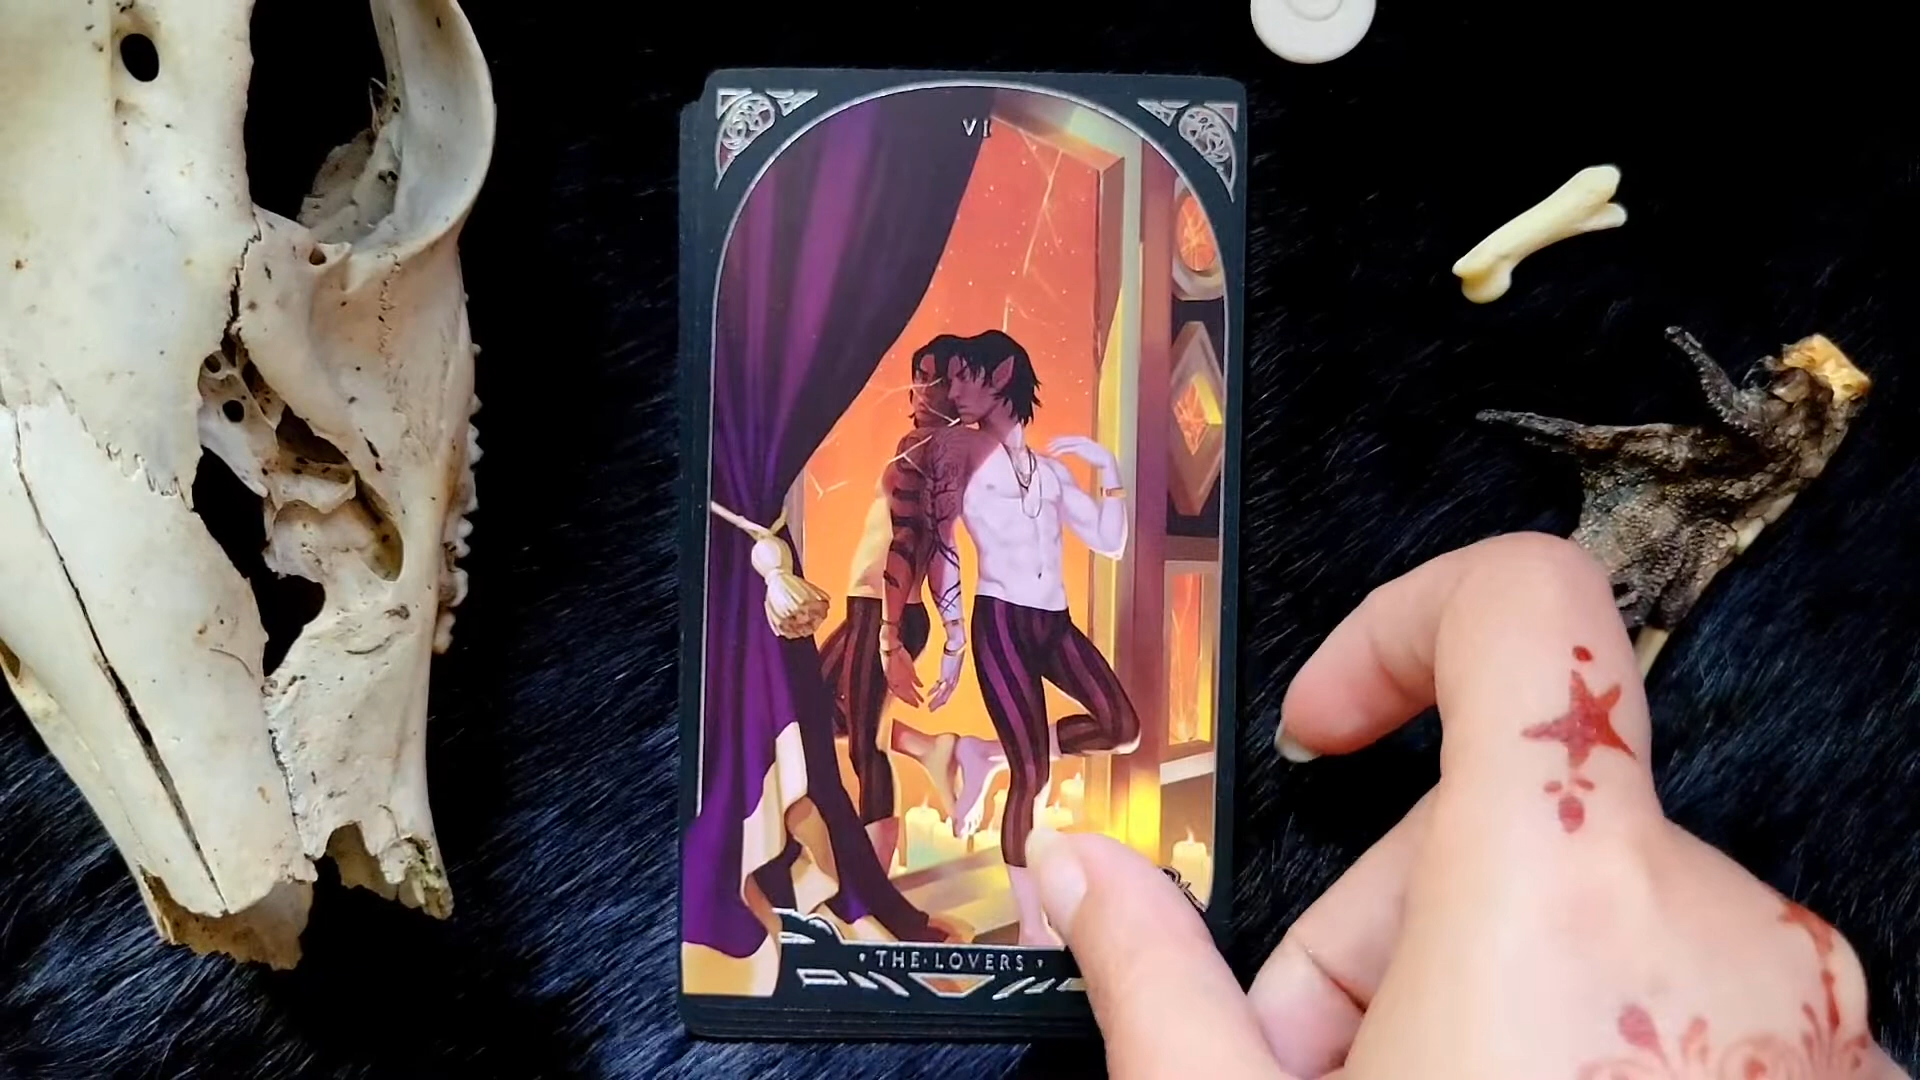 VI
• THE • LOVERS •